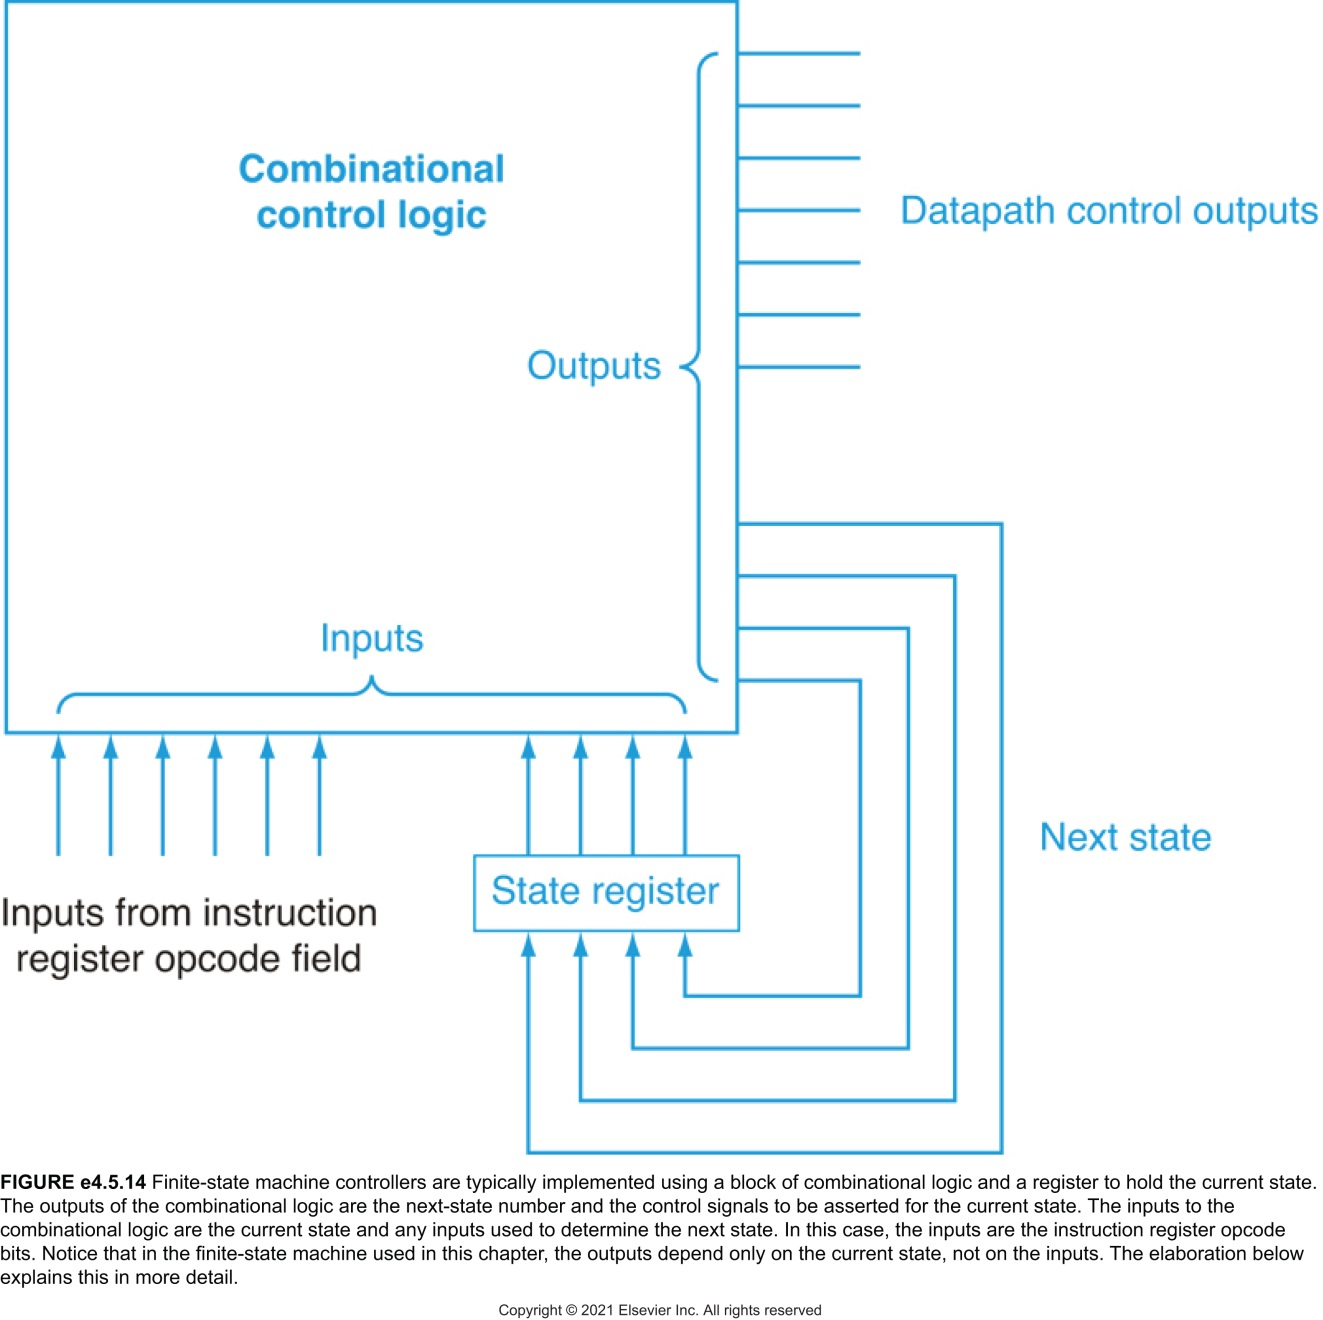 Combinational
control logic
Datapath control outputs
Outputs
Inputs
Next state
State register
Inputs from instruction
register opcode field
FIGURE e4.5.14 Finite-state machine controllers are typically implemented using a block of combinational logic and a register to hold the current state.
The outputs of the combinational logic are the next-state number and the control signals to be asserted for the current state. The inputs to the
combinational logic are the current state and any inputs used to determine the next state. In this case, the inputs are the instruction register opcode
bits. Notice that in the finite-state machine used in this chapter, the outputs depend only on the current state, not on the inputs. The elaboration below
explains this in more detail.
Copyright © 2021 Elsevier Inc. All rights reserved